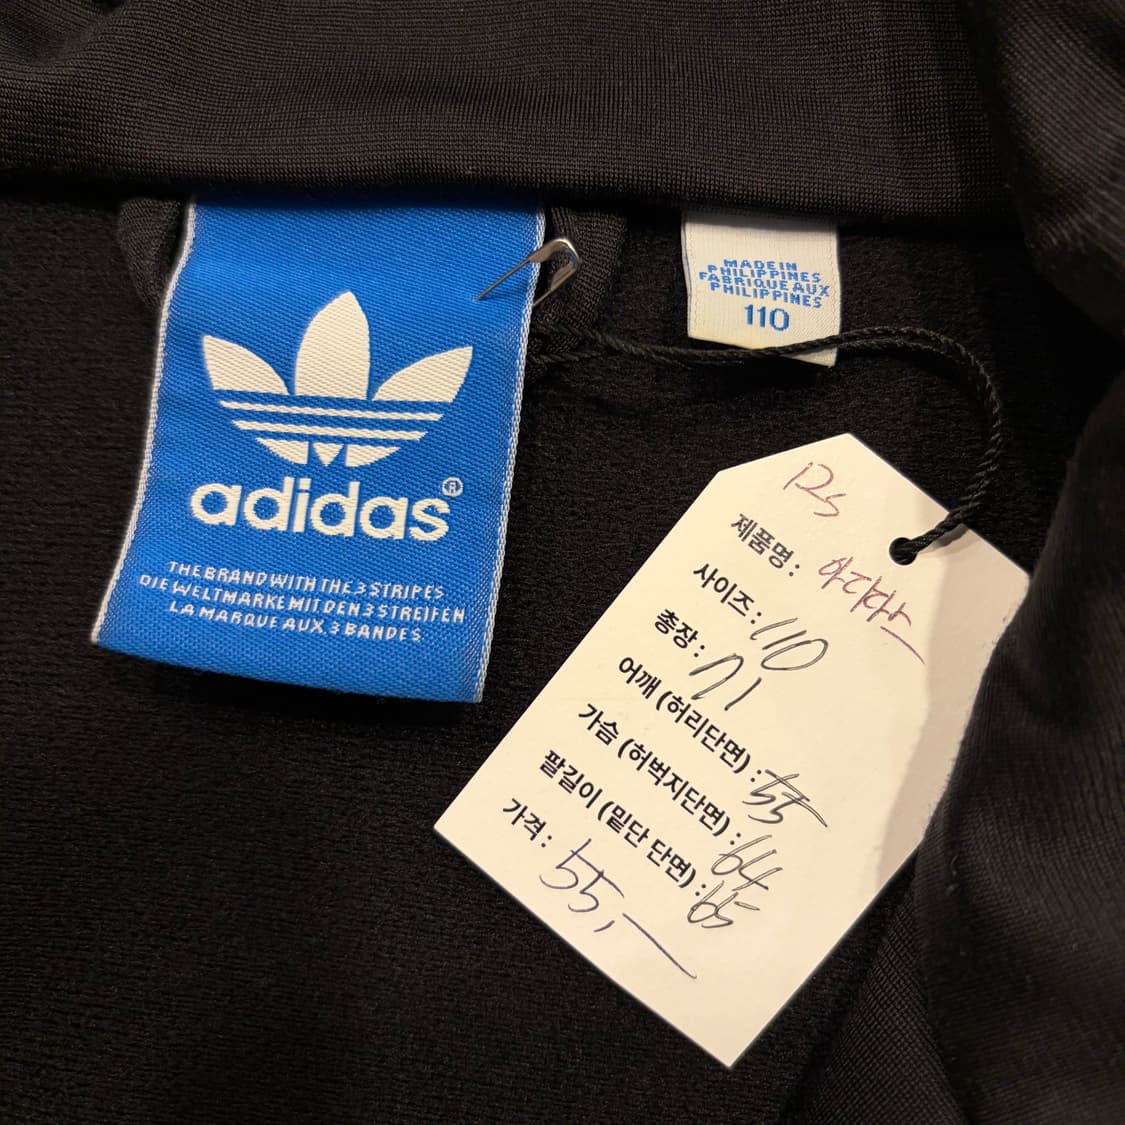 adidas®
THE BRAND WITH THE 3 STRIPES
DIE WELTMARKE MIT DEN 3 STREIFEN
LA MARQUE AUX 3 BANDES
MADE IN
PHILIPPINES
FABRIQUE AUX
PHILIPPINES
110
제품명 : 아디다스
사이즈 : 110
총장 : 71
어깨 (허리단면) : 55
가슴 (허벅지단면) : 64
팔길이 (밑단 단면) : 65
가격 : 55,-